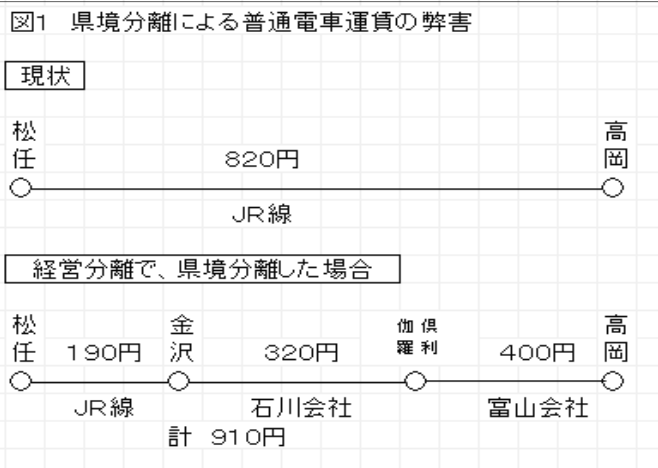 図1 県境分離による普通電車運賃の弊害
現状
松任 高岡
820円
JR線
経営分離で、県境分離した場合
松任 金沢 倶利伽羅 高岡
190円 320円 400円
JR線 石川会社 富山会社
計 910円